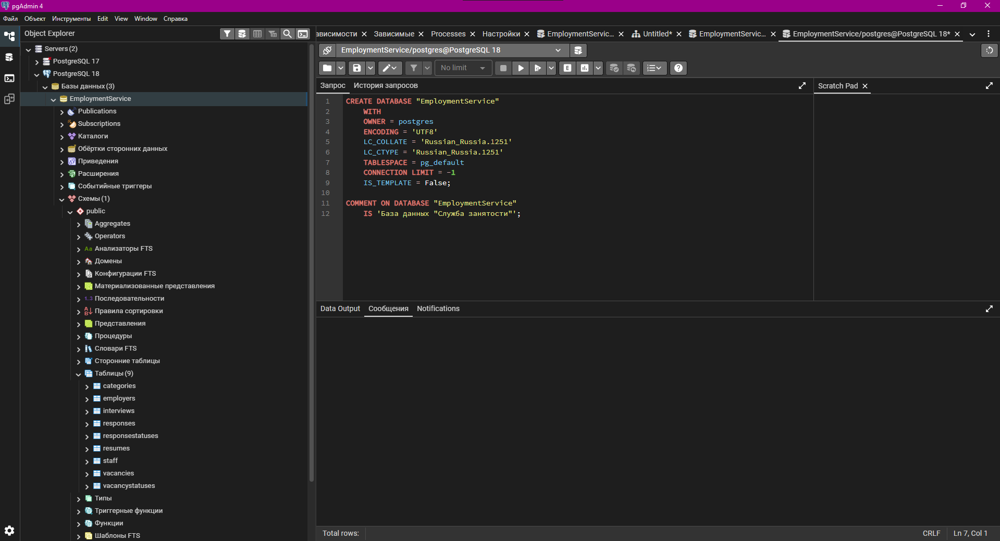 pgAdmin 4
Файл Объект Инструменты Edit View Window Справка
Object Explorer
Servers (2)
PostgreSQL 17
PostgreSQL 18
Базы данных (3)
EmploymentService
Publications
Subscriptions
Каталоги
Обёртки сторонних данных
Приведения
Расширения
Событийные триггеры
Схемы (1)
public
Aggregates
Operators
Aa Анализаторы FTS
Домены
Конфигурации FTS
Материализованные представления
1..3 Последовательности
Правила сортировки
Представления
Процедуры
Словари FTS
Сторонние таблицы
Таблицы (9)
categories
employers
interviews
responses
responsestatuses
resumes
staff
vacancies
vacancystatuses
Типы
Триггерные функции
Функции
Шаблоны FTS
ависимости Зависимые Processes Настройки EmploymentServic... Untitled* EmploymentServic... EmploymentService/postgres@PostgreSQL 18*
EmploymentService/postgres@PostgreSQL 18
No limit E
Запрос История запросов
Scratch Pad
1 CREATE DATABASE "EmploymentService"
2 WITH
3 OWNER = postgres
4 ENCODING = 'UTF8'
5 LC_COLLATE = 'Russian_Russia.1251'
6 LC_CTYPE = 'Russian_Russia.1251'
7 TABLESPACE = pg_default
8 CONNECTION LIMIT = -1
9 IS_TEMPLATE = False;
10
11 COMMENT ON DATABASE "EmploymentService"
12 IS 'База данных "Служба занятости"';
Data Output Сообщения Notifications
Total rows:
CRLF Ln 7, Col 1